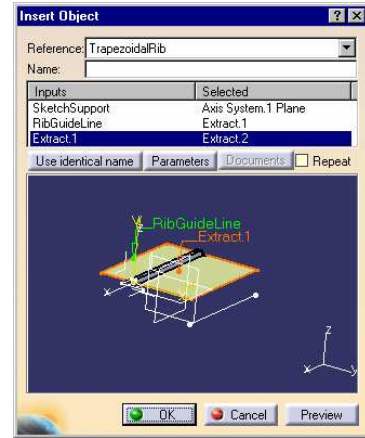 Insert Object
Reference: TrapezoidalRib
Name:
Inputs Selected
SketchSupport Axis System.1 Plane
RibGuideLine Extract.1
Extract.1 Extract.2
Use identical name Parameters Documents Repeat
RibGuideLine
Extract.1
z
x y
OK Cancel Preview